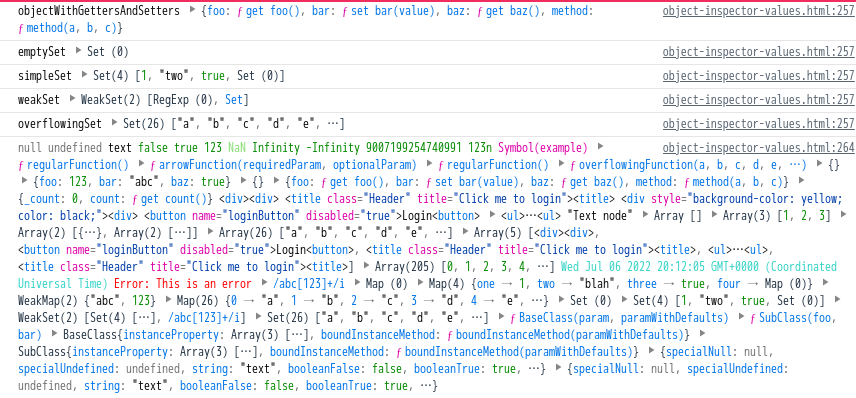 objectWithGettersAndSetters ▶ {foo: ƒ get foo(), bar: ƒ set bar(value), baz: ƒ get baz(), method: object-inspector-values.html:257
ƒ method(a, b, c)}
emptySet ▶ Set (0) object-inspector-values.html:257
simpleSet ▶ Set(4) [1, "two", true, Set (0)] object-inspector-values.html:257
weakSet ▶ WeakSet(2) [RegExp (0), Set] object-inspector-values.html:257
overflowingSet ▶ Set(26) ["a", "b", "c", "d", "e", …] object-inspector-values.html:257
null undefined text false true 123 NaN Infinity -Infinity 9007199254740991 123n Symbol(example) ▶ object-inspector-values.html:264
ƒ regularFunction() ▶ ƒ arrowFunction(requiredParam, optionalParam) ▶ ƒ regularFunction() ▶ ƒ overflowingFunction(a, b, c, d, e, …) ▶ {}
▶ {foo: 123, bar: "abc", baz: true} ▶ {} ▶ {foo: ƒ get foo(), bar: ƒ set bar(value), baz: ƒ get baz(), method: ƒ method(a, b, c)} ▶
{_count: 0, count: ƒ get count()} <div><div> <title class="Header" title="Click me to login"><title> <div style="background-color: yellow;
color: black;"><div> <button name="loginButton" disabled="true">Login<button> ▶ <ul>…<ul> "Text node" ▶ Array [] ▶ Array(3) [1, 2, 3] ▶
Array(2) [{…}, Array(2) […]] ▶ Array(26) ["a", "b", "c", "d", "e", …] ▶ Array(5) [<div><div>,
<button name="loginButton" disabled="true">Login<button>, <title class="Header" title="Click me to login"><title>, <ul>…<ul>,
<title class="Header" title="Click me to login"><title>] ▶ Array(205) [0, 1, 2, 3, 4, …] Wed Jul 06 2022 20:12:05 GMT+0000 (Coordinated
Universal Time) Error: This is an error ▶ /abc[123]+/i ▶ Map (0) ▶ Map(4) {one → 1, two → "blah", three → true, four → Map (0)} ▶
WeakMap(2) {"abc", 123} ▶ Map(26) {0 → "a", 1 → "b", 2 → "c", 3 → "d", 4 → "e", …} ▶ Set (0) ▶ Set(4) [1, "two", true, Set (0)] ▶
WeakSet(2) [Set(4) […], /abc[123]+/i] ▶ Set(26) ["a", "b", "c", "d", "e", …] ▶ ƒ BaseClass(param, paramWithDefaults) ▶ ƒ SubClass(foo,
bar) ▶ BaseClass{instanceProperty: Array(3) […], boundInstanceMethod: ƒ boundInstanceMethod(paramWithDefaults)} ▶
SubClass{instanceProperty: Array(3) […], boundInstanceMethod: ƒ boundInstanceMethod(paramWithDefaults)} ▶ {specialNull: null,
specialUndefined: undefined, string: "text", booleanFalse: false, booleanTrue: true, …} ▶ {specialNull: null, specialUndefined:
undefined, string: "text", booleanFalse: false, booleanTrue: true, …}